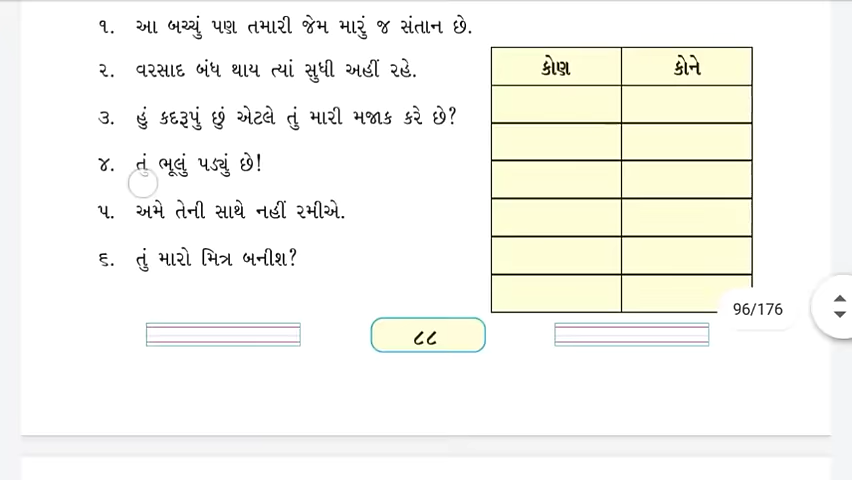 ૧. આ બચ્ચું પણ તમારી જેમ મારું જ સંતાન છે.
૨. વરસાદ બંધ થાય ત્યાં સુધી અહીં રહે.
૩. હું કદરૂપું છું એટલે તું મારી મજાક કરે છે?
૪. તું ભૂલું પડ્યું છે!
૫. અમે તેની સાથે નહીં રમીએ.
૬. તું મારો મિત્ર બનીશ?
કોણ કોને
96/176
૮૮